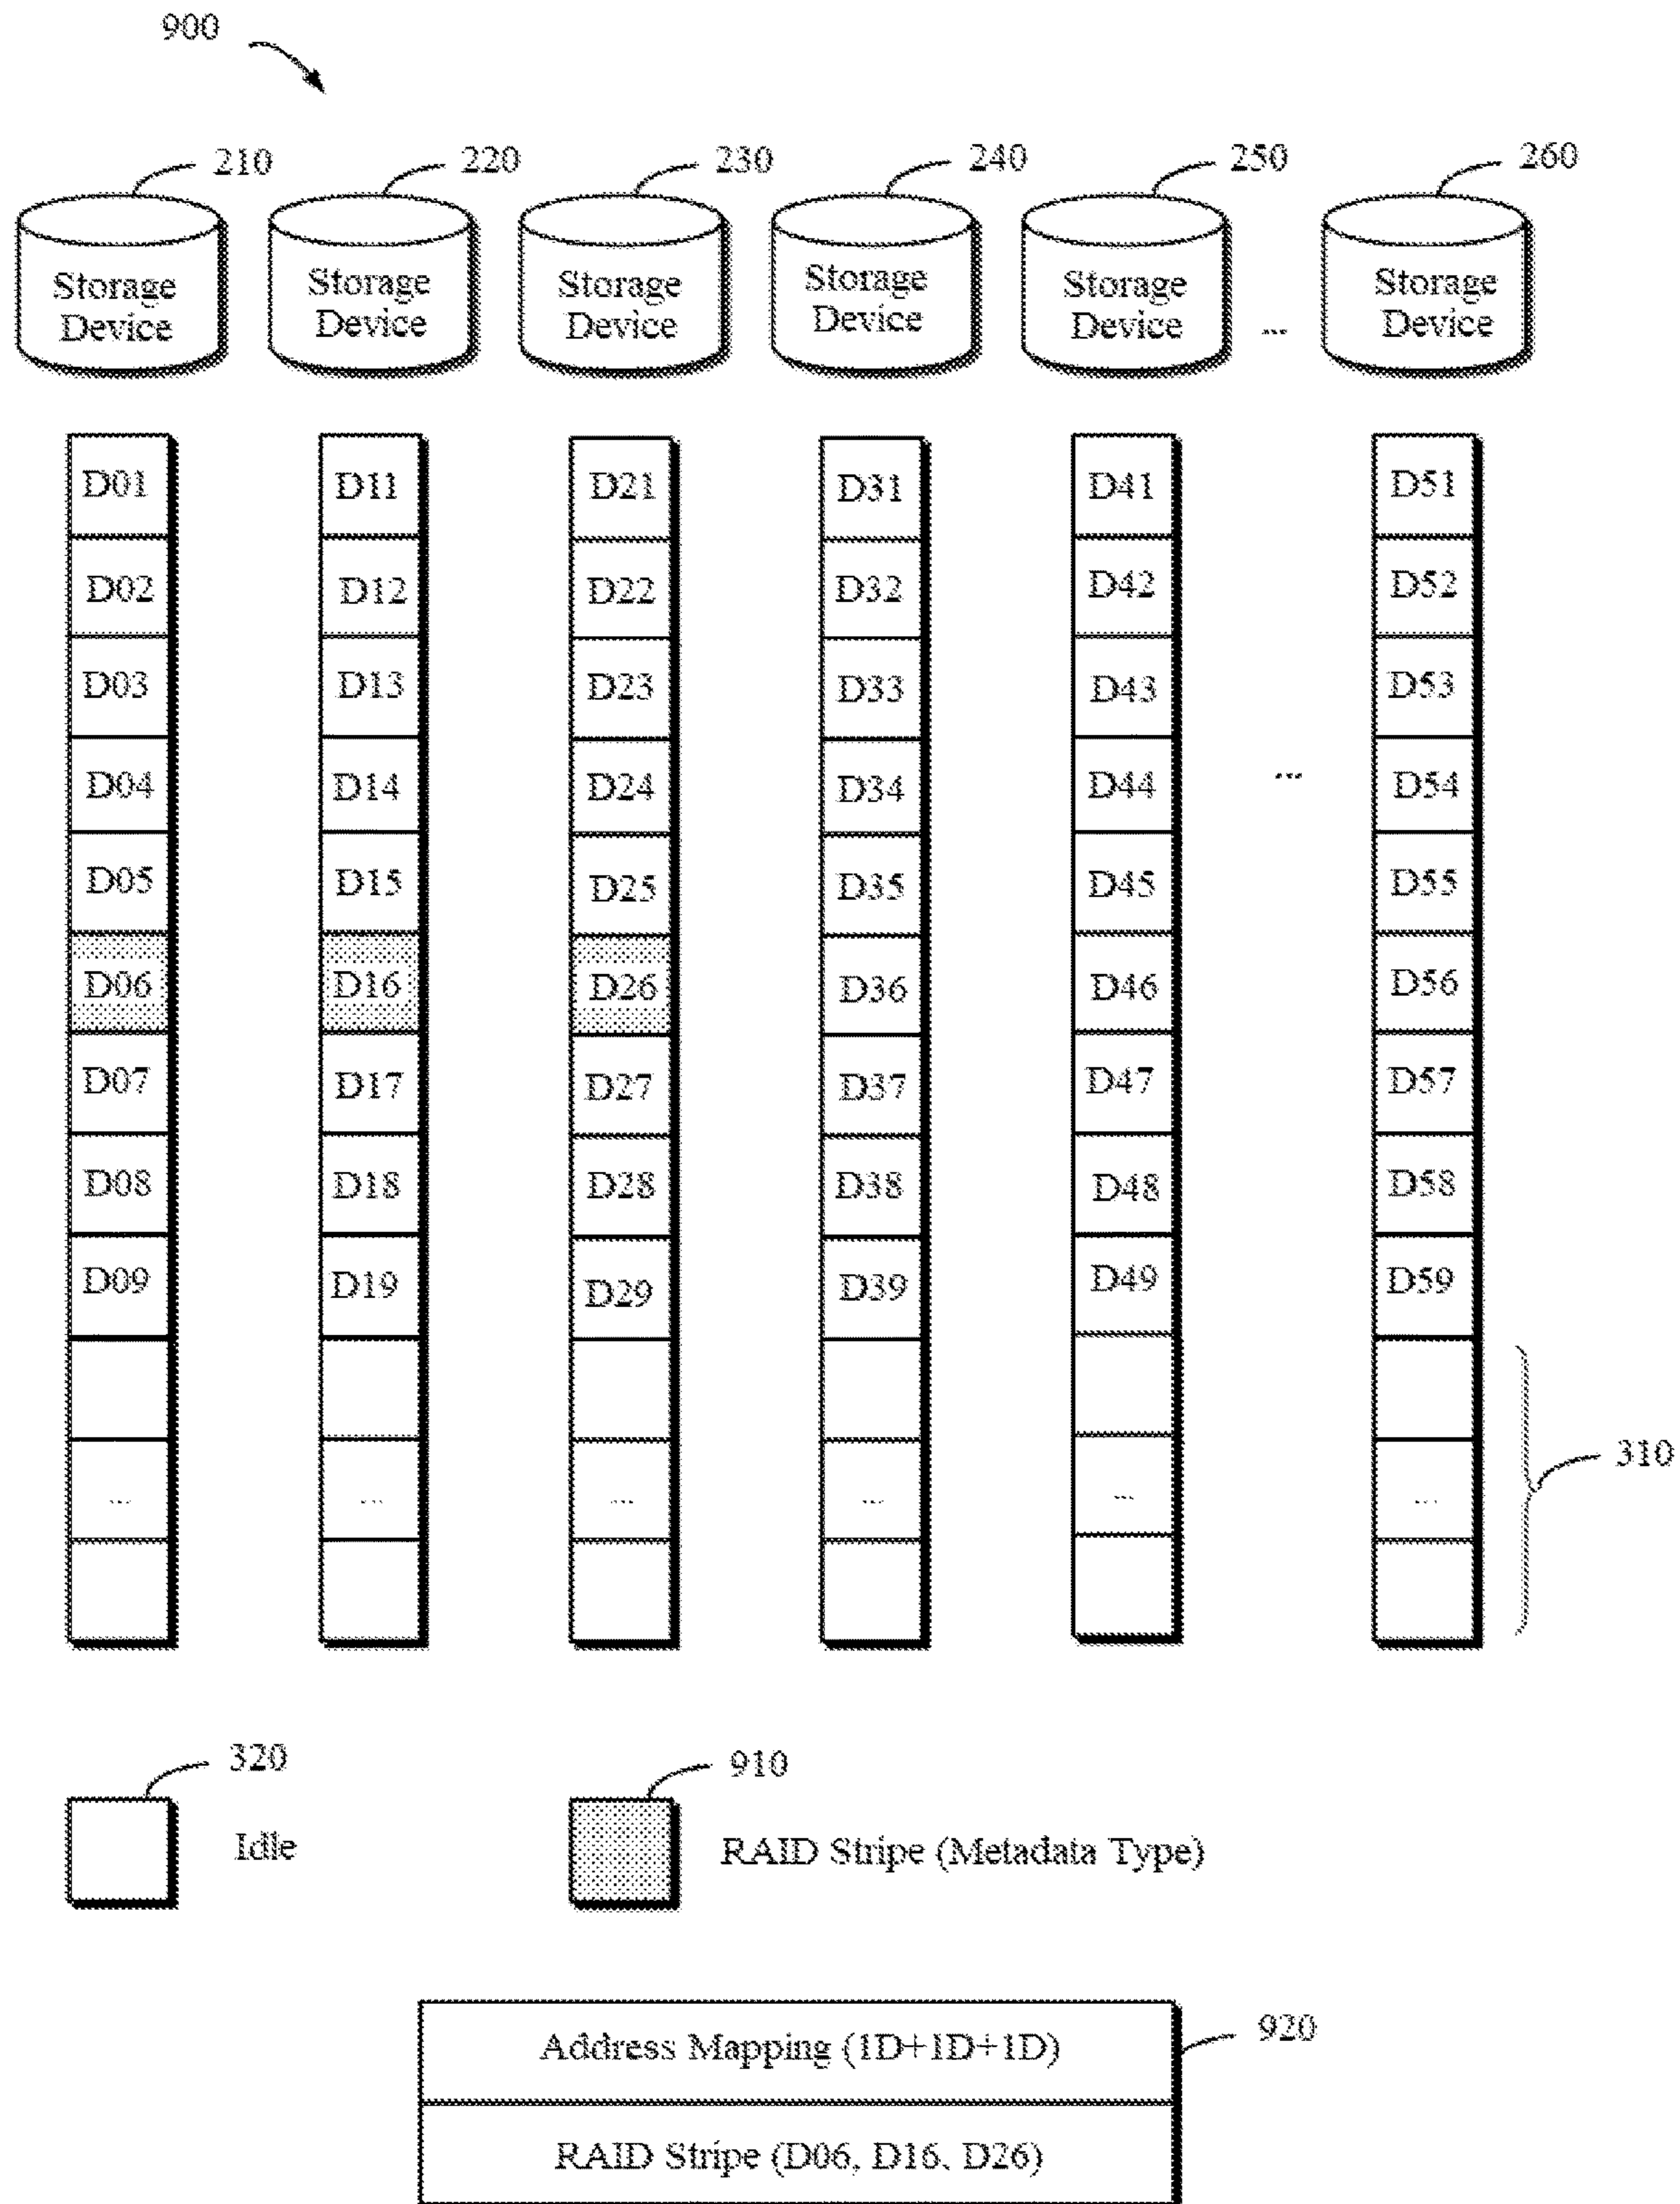 900
210 220 230 240 250 260
Storage Device Storage Device Storage Device Storage Device Storage Device ... Storage Device
D01 D11 D21 D31 D41 D51
D02 D12 D22 D32 D42 D52
D03 D13 D23 D33 D43 D53
D04 D14 D24 D34 D44 ... D54
D05 D15 D25 D35 D45 D55
D06 D16 D26 D36 D46 D56
D07 D17 D27 D37 D47 D57
D08 D18 D28 D38 D48 D58
D09 D19 D29 D39 D49 D59
... ... ... ... ... ...
310
320 910
Idle RAID Stripe (Metadata Type)
Address Mapping (1D+1D+1D)
920
RAID Stripe (D06, D16、D26)